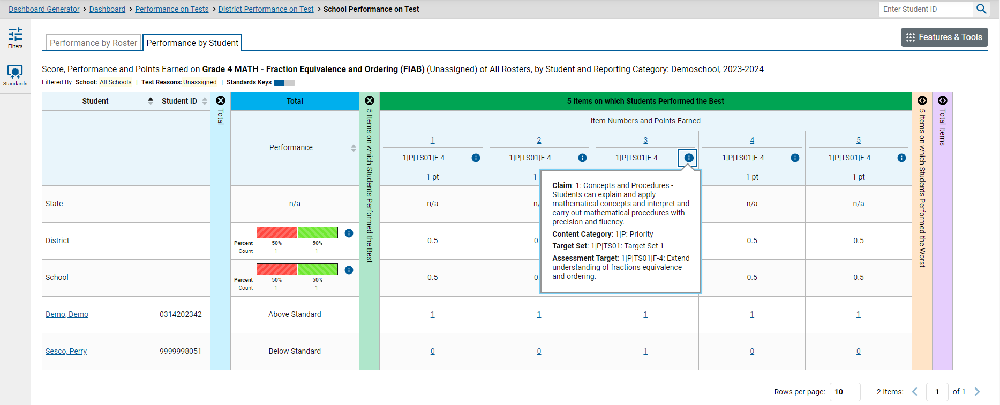 Dashboard Generator > Dashboard > Performance on Tests > District Performance on Test > School Performance on Test
Enter Student ID
Filters
Standards
Performance by Roster
Performance by Student
Features & Tools
Score, Performance and Points Earned on Grade 4 MATH - Fraction Equivalence and Ordering (FIAB) (Unassigned) of All Rosters, by Student and Reporting Category: Demoschool, 2023-2024
Filtered By School: All Schools | Test Reasons: Unassigned | Standards Keys
Student
Student ID
Total
Total
5 Items on which Students Performed the Best
5 Items on which Students Performed the Best
5 Items on which Students Performed the Worst
Total Items
Item Numbers and Points Earned
Performance
1 2 3 4 5
1|P|TS01|F-4 1|P|TS01|F-4 1|P|TS01|F-4 1|P|TS01|F-4 1|P|TS01|F-4
1 pt 1 1 pt 1 pt
Claim: 1: Concepts and Procedures -
Students can explain and apply
mathematical concepts and interpret and
carry out mathematical procedures with
precision and fluency.
Content Category: 1|P: Priority
Target Set: 1|P|TS01: Target Set 1
Assessment Target: 1|P|TS01|F-4: Extend
understanding of fractions equivalence
and ordering.
State n/a n/a n/ n/a n/a
District
Percent 50% 50%
Count 1 1
0.5 0. 0.5 0.5
School
Percent 50% 50%
Count 1 1
0.5 0. 0.5 0.5
Demo, Demo 0314202342 Above Standard 1 1 1 1 1
Sesco, Perry 9999998051 Below Standard 0 0 1 0 0
Rows per page: 10 2 Items: 1 of 1